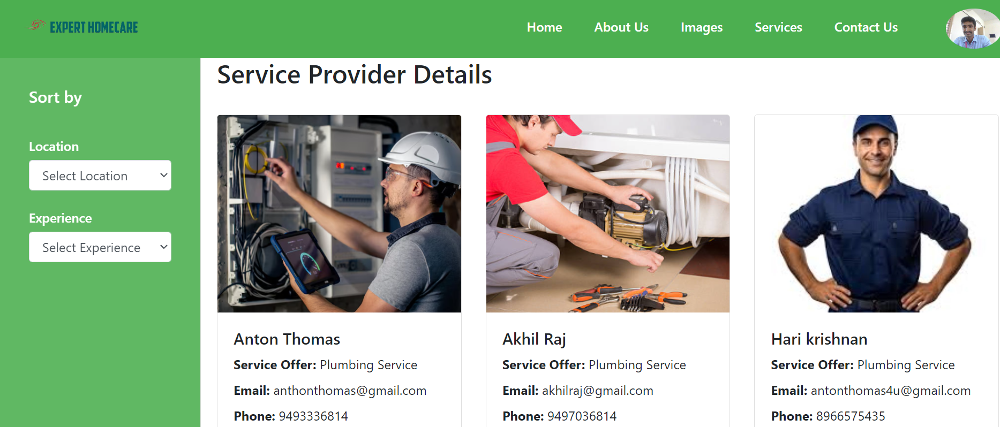 EXPERT HOMECARE
Home
About Us
Images
Services
Contact Us
Sort by
Location
Select Location
Experience
Select Experience
Service Provider Details
Anton Thomas
Service Offer: Plumbing Service
Email: anthonthomas@gmail.com
Phone: 9493336814
Akhil Raj
Service Offer: Plumbing Service
Email: akhilraj@gmail.com
Phone: 9497036814
Hari krishnan
Service Offer: Plumbing Service
Email: antonthomas4u@gmail.com
Phone: 8966575435